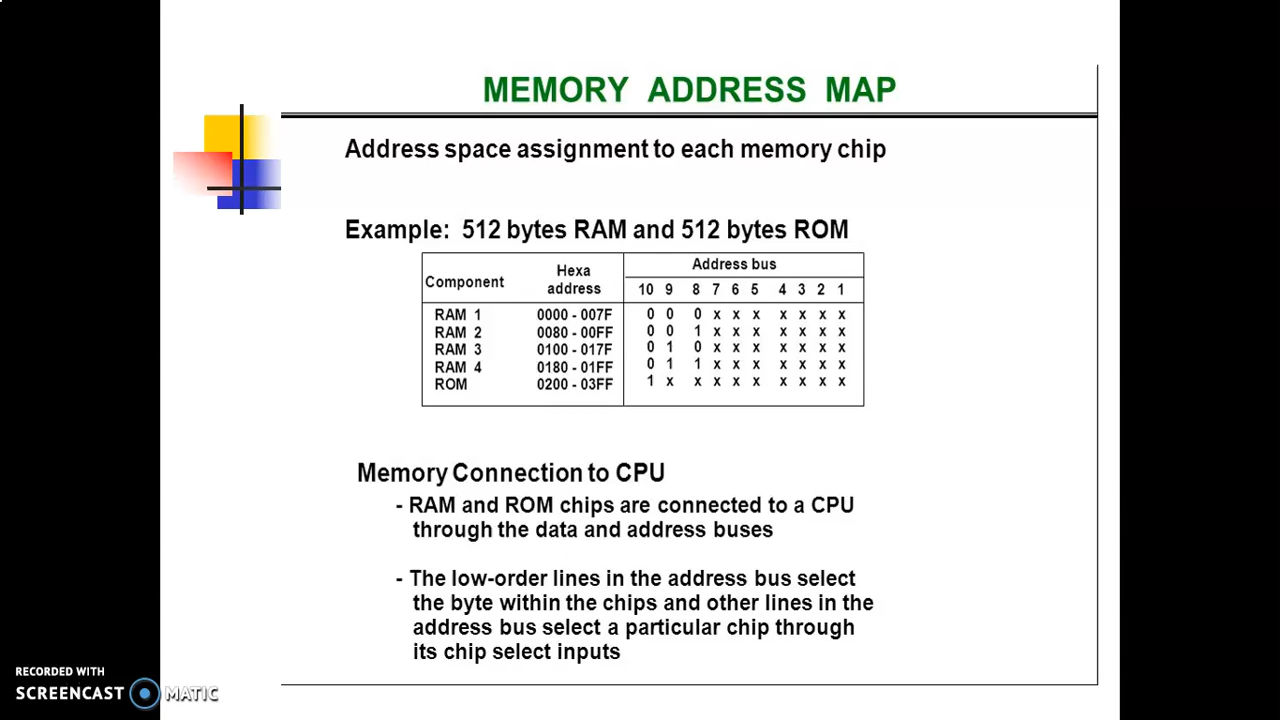 MEMORY ADDRESS MAP
Address space assignment to each memory chip
Example: 512 bytes RAM and 512 bytes ROM
Component Hexa address Address bus
10 9 8 7 6 5 4 3 2 1
RAM 1 0000 - 007F 0 0 0 x x x x x x x
RAM 2 0080 - 00FF 0 0 1 x x x x x x x
RAM 3 0100 - 017F 0 1 0 x x x x x x x
RAM 4 0180 - 01FF 0 1 1 x x x x x x x
ROM 0200 - 03FF 1 x x x x x x x x x
Memory Connection to CPU
- RAM and ROM chips are connected to a CPU
through the data and address buses
- The low-order lines in the address bus select
the byte within the chips and other lines in the
address bus select a particular chip through
its chip select inputs
RECORDED WITH
SCREENCAST MATIC